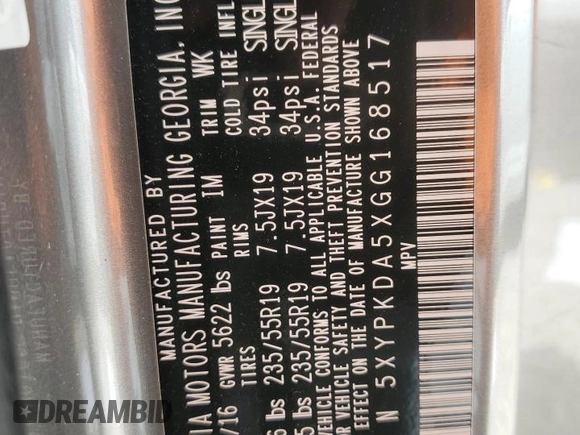 MANUFACTURED BY
IA MOTORS MANUFACTURING GEORGIA, INC
/16 GVWR 5622 lbs PAINT 1M TRIM WK
TIRES RIMS COLD TIRE INFL
lbs 235/55R19 7.5JX19 34psi SINGL
lbs 235/55R19 7.5JX19 34psi SINGL
VEHICLE CONFORMS TO ALL APPLICABLE U.S.A. FEDERAL
R VEHICLE SAFETY AND THEFT PREVENTION STANDARDS
EFFECT ON THE DATE OF MANUFACTURE SHOWN ABOVE
N 5XYPKDA5XGG168517
MPV
DREAMBID